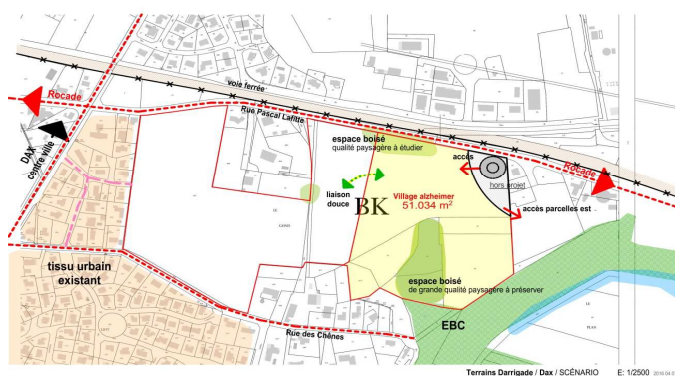 voie ferrée
Rocade
Rue Pascal Lafitte
DAX
centre ville
espace boisé
qualité paysagère à étudier
accès
hors projet
Rocade
liaison
douce
BK
Village alzheimer
51.034 m²
accès parcelles est
tissu urbain
existant
espace boisé
de grande qualité paysagère à préserver
EBC
Rue des Chênes
LE
PLAN
Terrains Darrigade / Dax / SCÉNARIO E: 1/2500